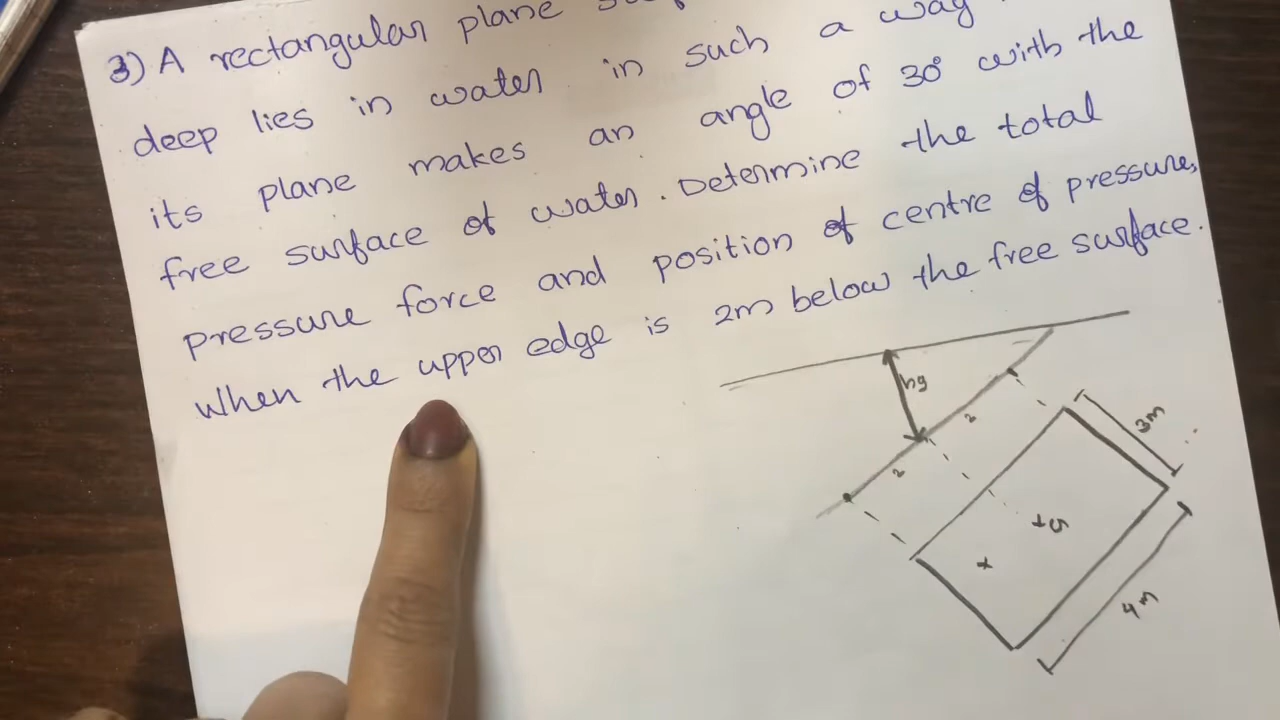 3) A rectangular plane
deep lies in water in such a way
its plane makes an angle of 30° with the
free surface of water. Determine the total
pressure force and position of centre of pressure,
when the upper edge is 2m below the free surface.
hg
2
3m
2
+G
x
4m